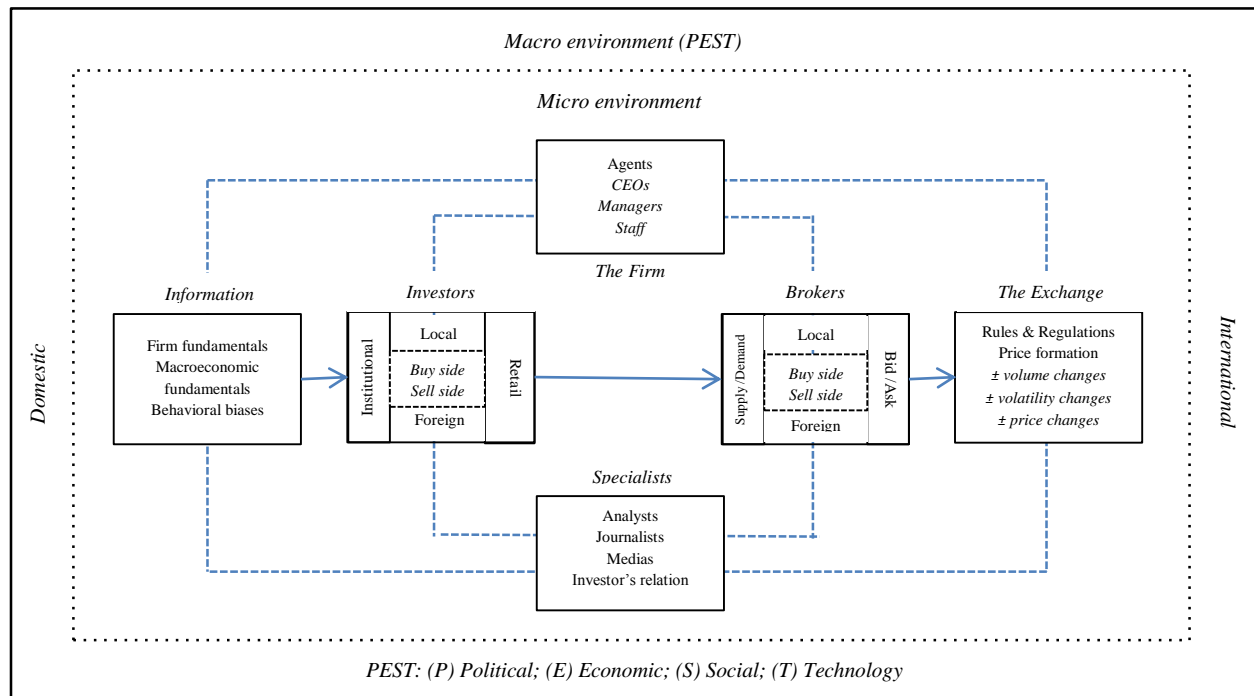 Macro environment (PEST)
Micro environment
Agents
CEOs
Managers
Staff
The Firm
Information
Investors
Brokers
The Exchange
Domestic
Firm fundamentals
Macroeconomic
fundamentals
Behavioral biases
Institutional
Local
Buy side
Sell side
Foreign
Retail
Supply/Demand
Local
Buy side
Sell side
Foreign
Bid /Ask
Rules & Regulations
Price formation
± volume changes
± volatility changes
± price changes
International
Specialists
Analysts
Journalists
Medias
Investor's relation
PEST: (P) Political; (E) Economic; (S) Social; (T) Technology